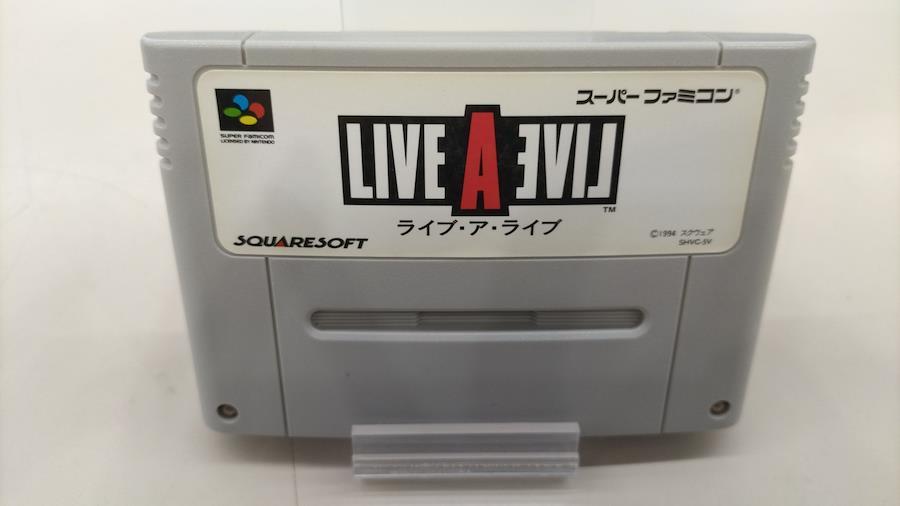 スーパーファミコン®
SUPER FAMICOM
LICENSED BY NINTENDO
LIVE A EVIL
TM
ライブ・ア・ライブ
SQUARESOFT
©1994 スクウェア
SHVC-5V